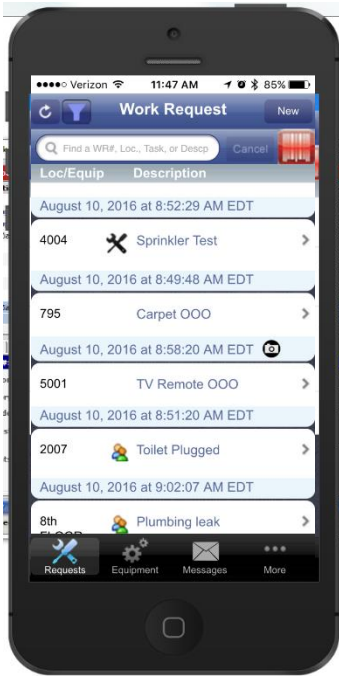 ●●●●○ Verizon 11:47 AM 85%
Work Request New
Find a WR#, Loc., Task, or Descp Cancel
Loc/Equip Description
August 10, 2016 at 8:52:29 AM EDT
4004 Sprinkler Test
August 10, 2016 at 8:49:48 AM EDT
795 Carpet OOO
August 10, 2016 at 8:58:20 AM EDT
5001 TV Remote OOO
August 10, 2016 at 8:51:20 AM EDT
2007 Toilet Plugged
August 10, 2016 at 9:02:07 AM EDT
8th Plumbing leak
FLOOR
Requests Equipment Messages More